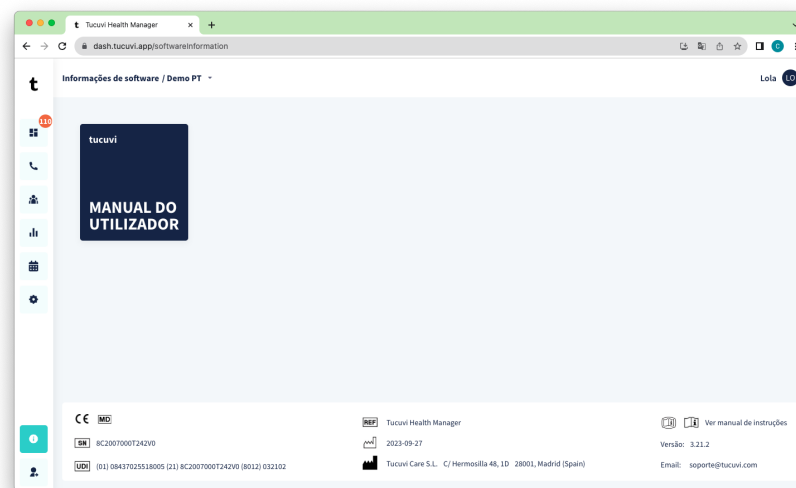 t Tucuvi Health Manager
dash.tucuvi.app/softwareInformation
t
Informações de software / Demo PT
Lola LO
110
tucuvi
MANUAL DO
UTILIZADOR
CE MD
REF Tucuvi Health Manager
Ver manual de instruções
SN 8C2007000T242V0
2023-09-27
Versão: 3.21.2
UDI (01) 08437025518005 (21) 8C2007000T242V0 (8012) 032102
Tucuvi Care S.L. C/ Hermosilla 48, 1D 28001, Madrid (Spain)
Email: soporte@tucuvi.com